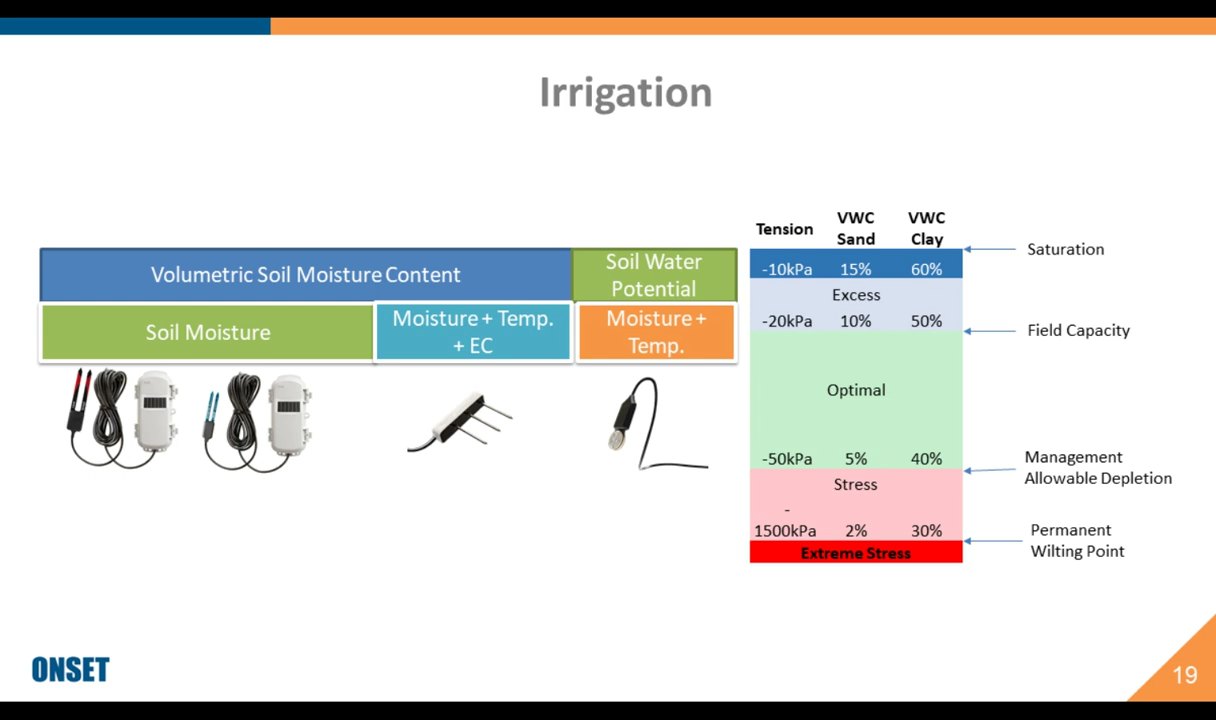 Irrigation
Volumetric Soil Moisture Content
Soil Water
Potential
Soil Moisture
Moisture + Temp.
+ EC
Moisture +
Temp.
Tension
VWC
Sand
VWC
Clay
-10kPa 15% 60%
Excess
-20kPa 10% 50%
Optimal
-50kPa 5% 40%
Stress
-
1500kPa 2% 30%
Extreme Stress
Saturation
Field Capacity
Management
Allowable Depletion
Permanent
Wilting Point
ONSET
19